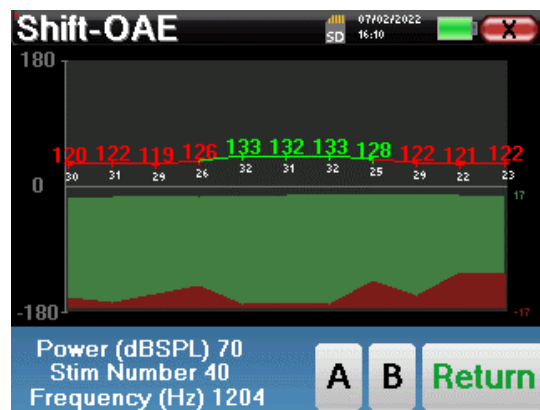 Shift-OAE
SD
07/02/2022
16:10
X
180
120 122 119 126 133 132 133 128 122 121 122
30 31 29 26 32 31 32 25 29 22 23
0
17
-180
-17
Power (dBSPL) 70
Stim Number 40
Frequency (Hz) 1204
A
B
Return